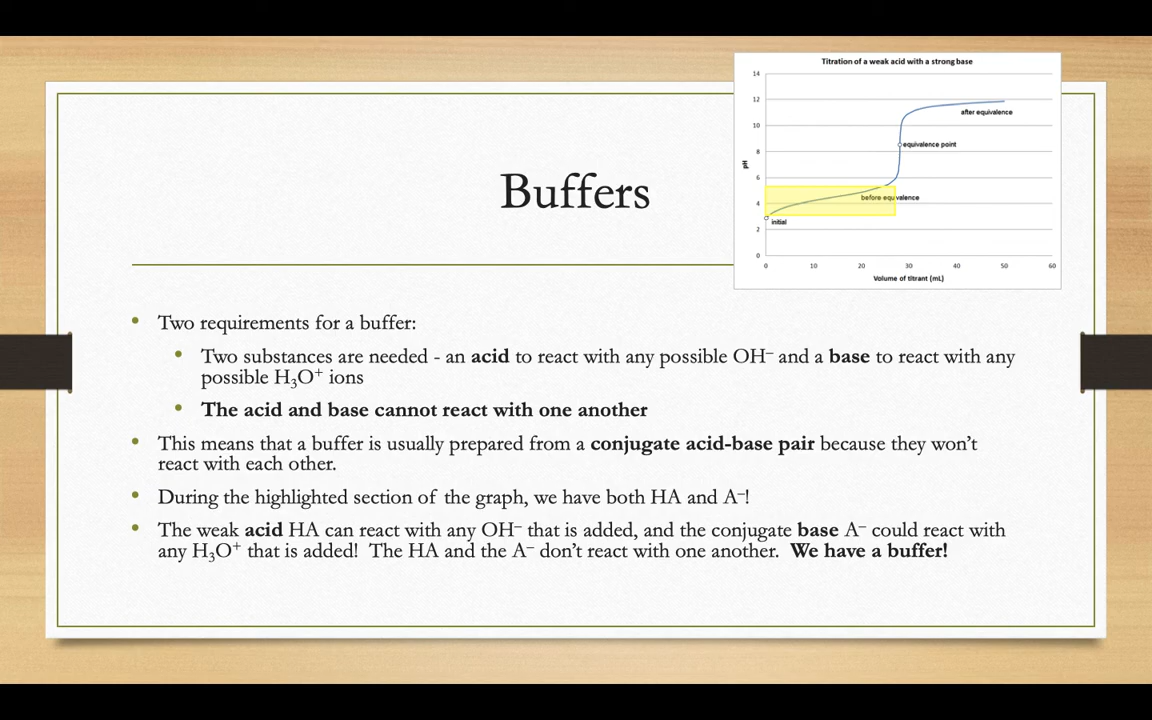 Titration of a weak acid with a strong base
14
12
10
8
6
4
2
0
pH
after equivalence
equivalence point
before equivalence
initial
0 10 20 30 40 50 60
Volume of titrant (mL)
Buffers
• Two requirements for a buffer:
• Two substances are needed - an acid to react with any possible OH⁻ and a base to react with any
possible H₃O⁺ ions
• The acid and base cannot react with one another
• This means that a buffer is usually prepared from a conjugate acid-base pair because they won't
react with each other.
• During the highlighted section of the graph, we have both HA and A⁻!
• The weak acid HA can react with any OH⁻ that is added, and the conjugate base A⁻ could react with
any H₃O⁺ that is added! The HA and the A⁻ don't react with one another. We have a buffer!